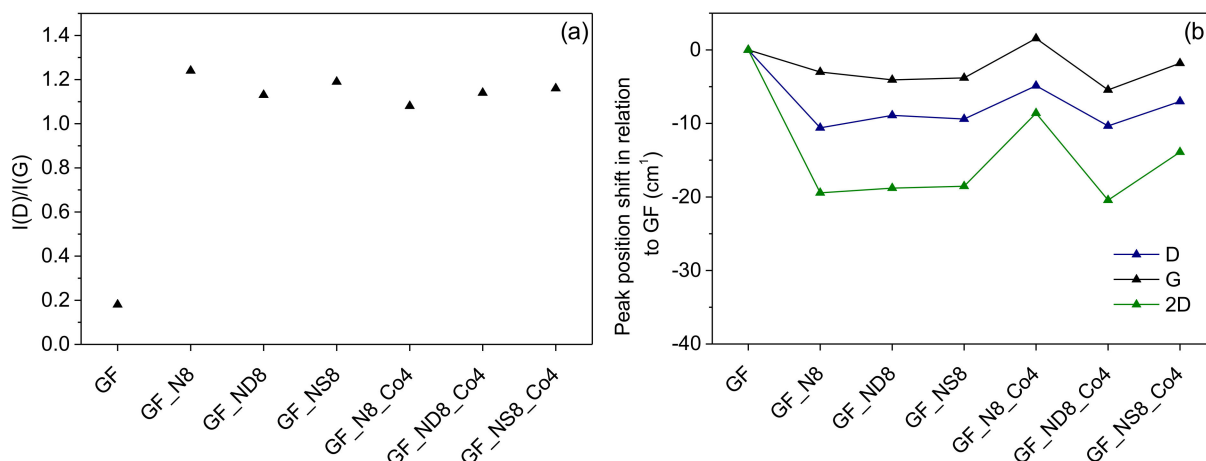 (a)
I(D)/I(G)
1.4
1.2
1.0
0.8
0.6
0.4
0.2
0.0
GF
GF_N8
GF_ND8
GF_NS8
GF_N8_Co4
GF_ND8_Co4
GF_NS8_Co4
(b
Peak position shift in relation
to GF (cm¹)
0
-10
-20
-30
-40
D
G
2D
GF
GF_N8
GF_ND8
GF_NS8
GF_N8_Co4
GF_ND8_Co4
GF_NS8_Co4